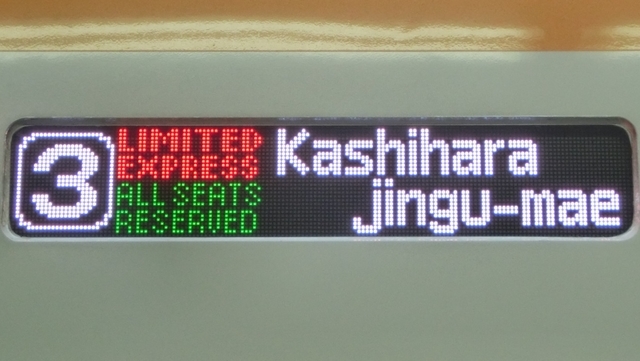 3
LIMITED
EXPRESS
ALL SEATS
RESERVED
Kashihara
jingu-mae